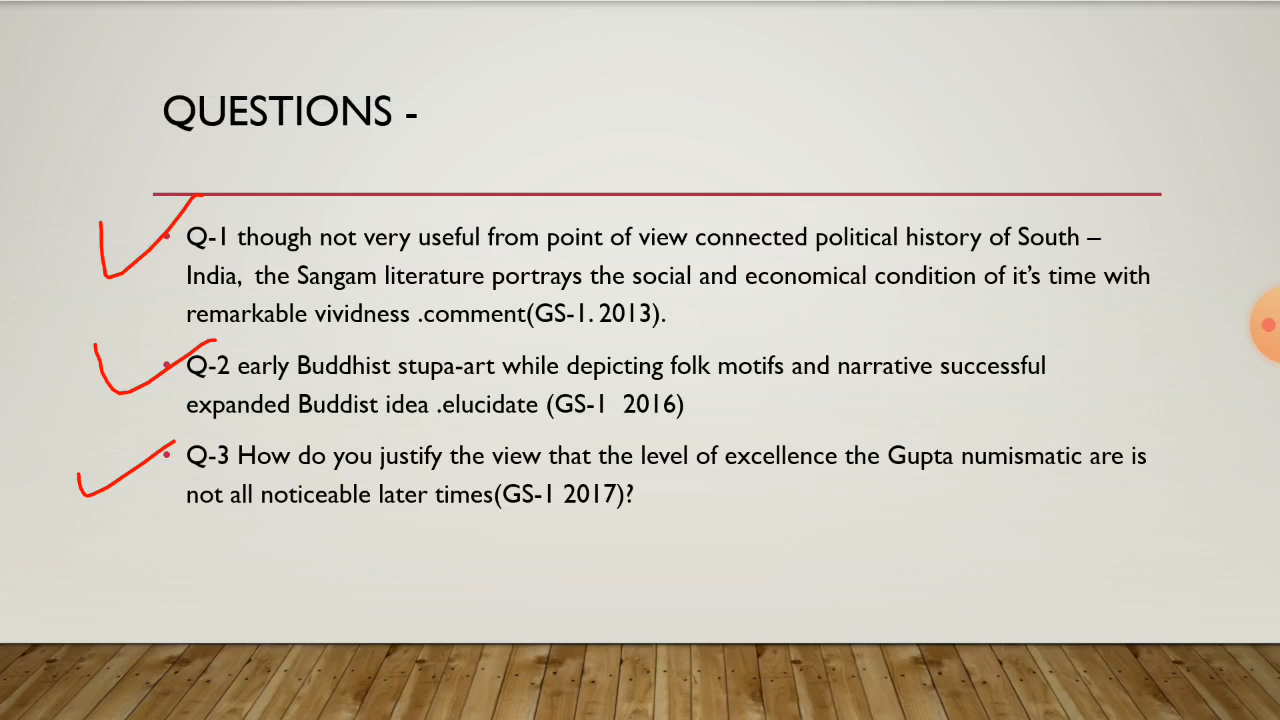 QUESTIONS -
• Q-1 though not very useful from point of view connected political history of South –
India,  the Sangam literature portrays the social and economical condition of it’s time with
remarkable vividness .comment(GS-1. 2013).
• Q-2 early Buddhist stupa-art while depicting folk motifs and narrative successful
expanded Buddist idea .elucidate (GS-1  2016)
• Q-3 How do you justify the view that the level of excellence the Gupta numismatic are is
not all noticeable later times(GS-1 2017)?